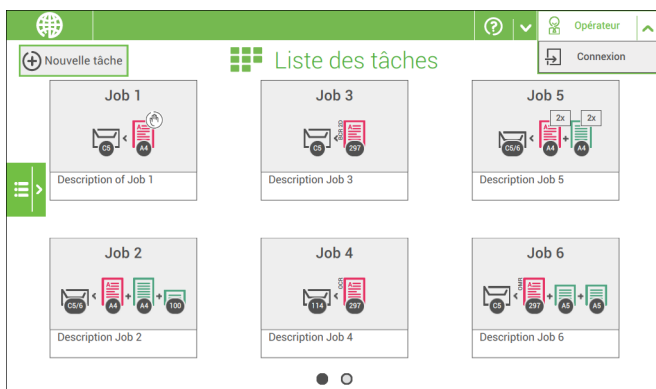 Opérateur
Connexion
Nouvelle tâche
Liste des tâches
Job 1
C5
A4
Description of Job 1
Job 3
C5
BCR 2D
297
Description Job 3
Job 5
2x
2x
C5/6
A4
A4
Description Job 5
Job 2
C5/6
A4
A4
100
Description Job 2
Job 4
114
OCR
297
Description Job 4
Job 6
C5
OMR
297
A5
A5
Description Job 6